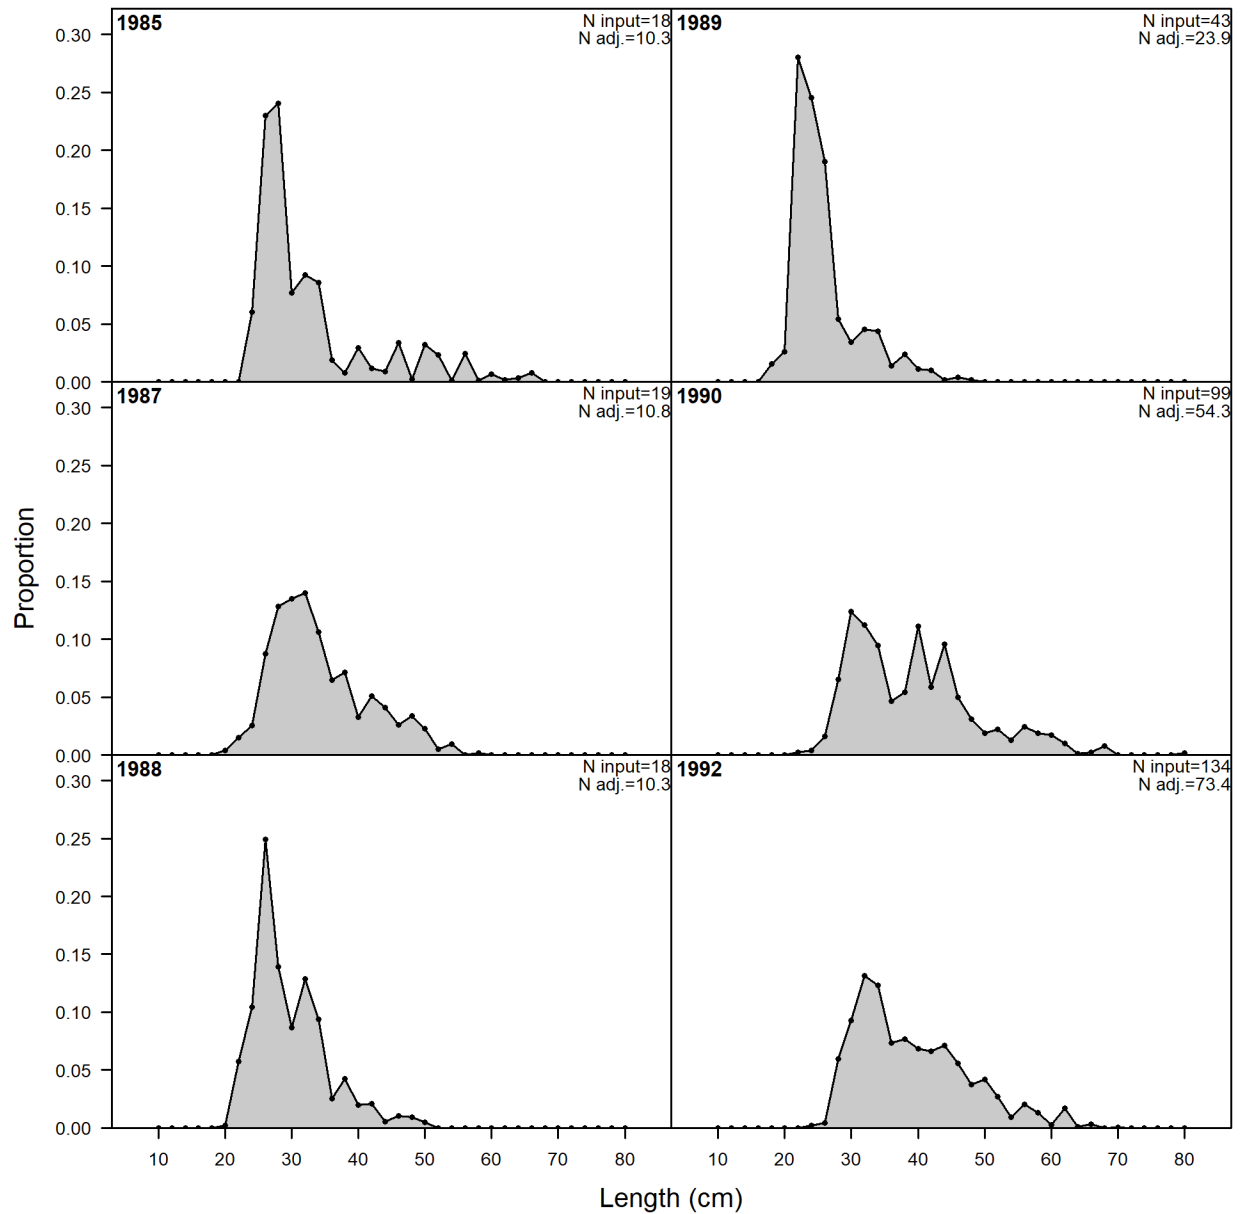 1985
N input=18
N adj.=10.3
1989
N input=43
N adj.=23.9
0.30
0.25
0.20
0.15
0.10
0.05
0.00
1987
N input=19
N adj.=10.8
1990
N input=99
N adj.=54.3
0.30
0.25
0.20
0.15
0.10
0.05
0.00
Proportion
1988
N input=18
N adj.=10.3
1992
N input=134
N adj.=73.4
0.30
0.25
0.20
0.15
0.10
0.05
0.00
10 20 30 40 50 60 70 80 10 20 30 40 50 60 70 80
Length (cm)